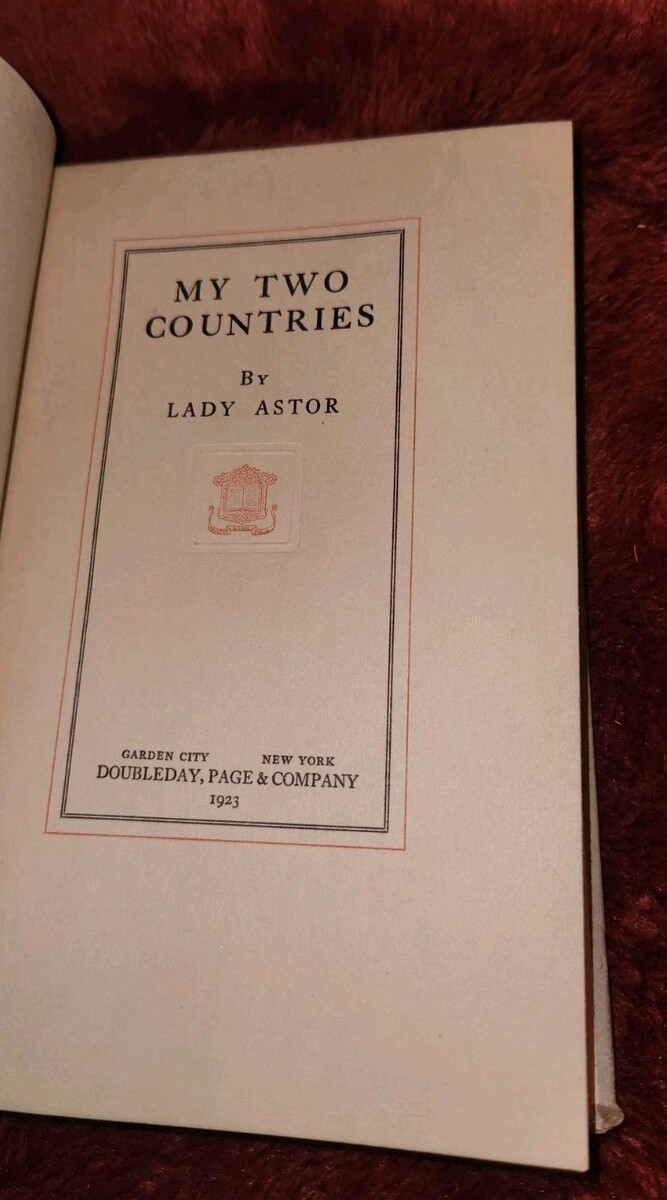 MY TWO
COUNTRIES
By
LADY ASTOR
GARDEN CITY NEW YORK
DOUBLEDAY, PAGE & COMPANY
1923